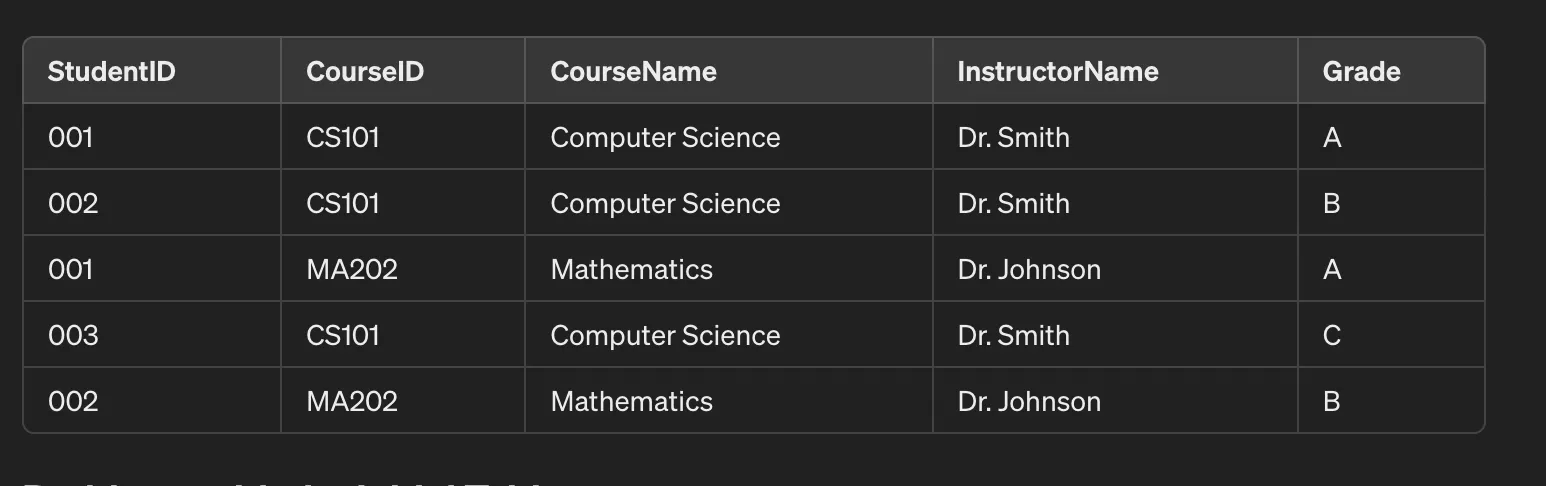 StudentID CourseID CourseName InstructorName Grade
001 CS101 Computer Science Dr. Smith A
002 CS101 Computer Science Dr. Smith B
001 MA202 Mathematics Dr. Johnson A
003 CS101 Computer Science Dr. Smith C
002 MA202 Mathematics Dr. Johnson B